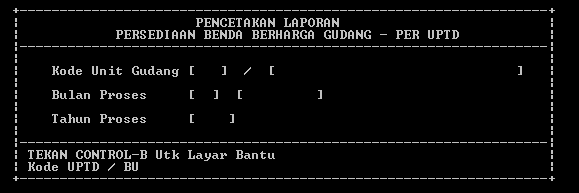 PENCETAKAN LAPORAN
PERSEDIAAN BENDA BERHARGA GUDANG - PER UPTD
Kode Unit Gudang [   ] / [                              ]
Bulan Proses     [  ] [         ]
Tahun Proses     [    ]
TEKAN CONTROL-B Utk Layar Bantu
Kode UPTD / BU